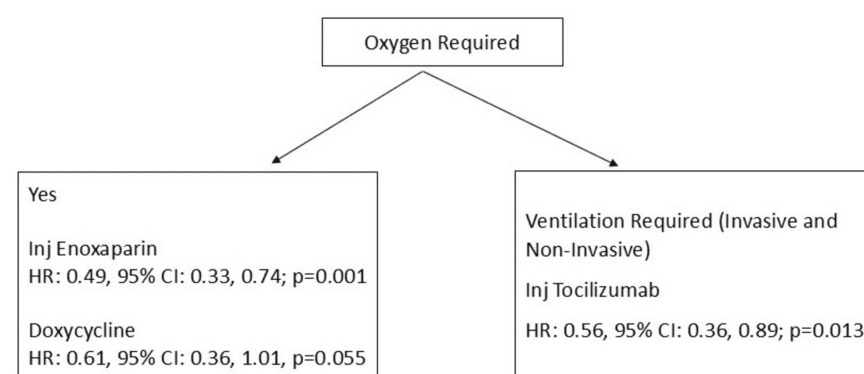 Oxygen Required
Yes
Inj Enoxaparin
HR: 0.49, 95% CI: 0.33, 0.74; p=0.001
Doxycycline
HR: 0.61, 95% CI: 0.36, 1.01, p=0.055
Ventilation Required (Invasive and
Non-Invasive)
Inj Tocilizumab
HR: 0.56, 95% CI: 0.36, 0.89; p=0.013